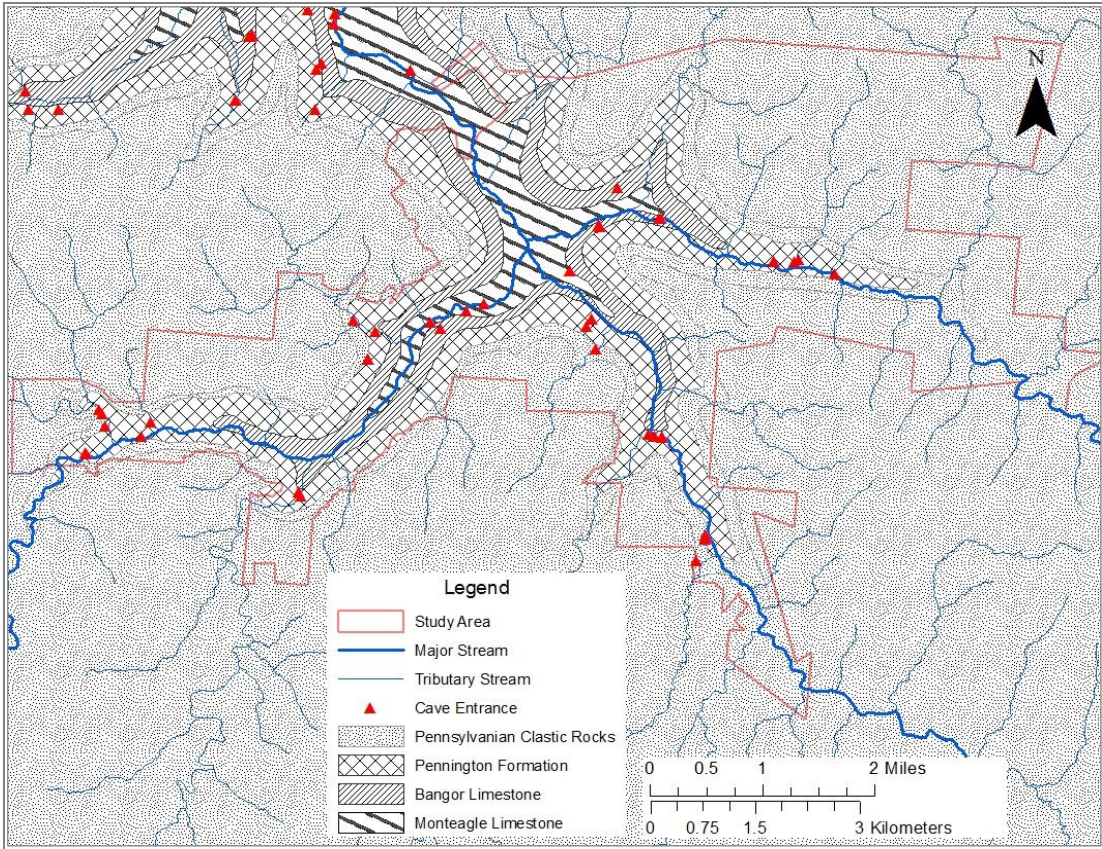 N
Legend
Study Area
Major Stream
Tributary Stream
Cave Entrance
Pennsylvanian Clastic Rocks
Pennington Formation
Bangor Limestone
Monteagle Limestone
0 0.5 1 2 Miles
0 0.75 1.5 3 Kilometers